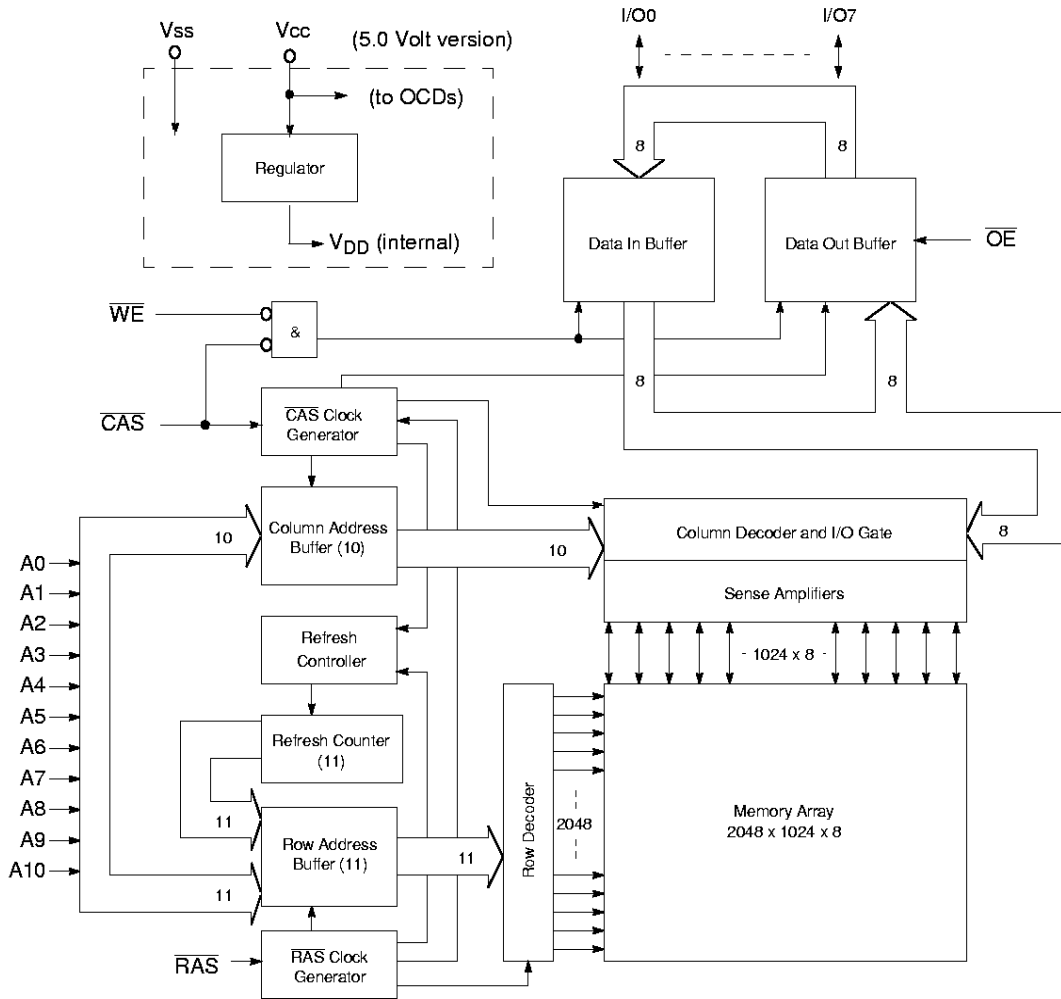 Vss
Vcc
(5.0 Volt version)
I/O0
I/O7
(to OCDs)
Regulator
VDD (internal)
8
8
Data In Buffer
Data Out Buffer
OE
WE
&
8
8
CAS
CAS Clock
Generator
Column Address
Buffer (10)
10
10
Column Decoder and I/O Gate
8
Sense Amplifiers
A0
A1
A2
A3
A4
A5
A6
A7
A8
A9
A10
Refresh
Controller
- 1024 x 8 -
Refresh Counter
(11)
11
Row Address
Buffer (11)
11
11
Row Decoder
2048
Memory Array
2048 x 1024 x 8
RAS
RAS Clock
Generator